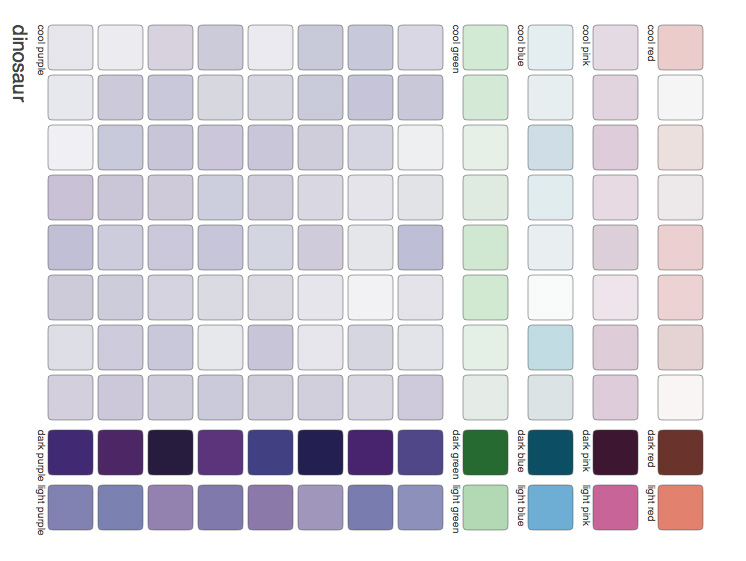 dinosaur
cool purple
cool green
cool blue
cool pink
cool red
dark purple
dark green
dark blue
dark pink
dark red
light purple
light green
light blue
light pink
light red